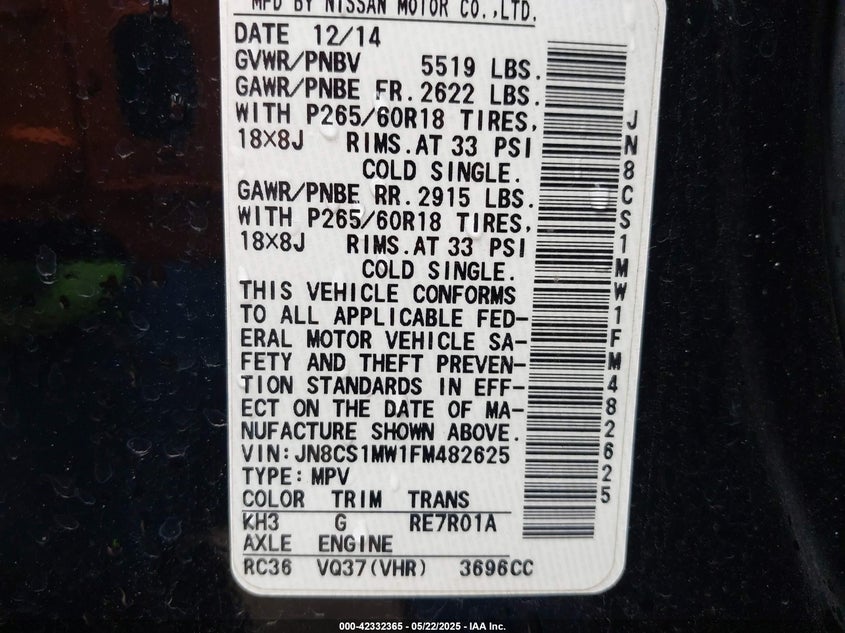 MFD BY NISSAN MOTOR CO.,LTD.
DATE 12/14
GVWR/PNBV 5519 LBS.
GAWR/PNBE FR.2622 LBS.
WITH P265/60R18 TIRES,
18X8J RIMS.AT 33 PSI
COLD SINGLE.
GAWR/PNBE RR.2915 LBS.
WITH P265/60R18 TIRES,
18X8J RIMS.AT 33 PSI
COLD SINGLE.
THIS VEHICLE CONFORMS
TO ALL APPLICABLE FED-
ERAL MOTOR VEHICLE SA-
FETY AND THEFT PREVEN-
TION STANDARDS IN EFF-
ECT ON THE DATE OF MA-
NUFACTURE SHOWN ABOVE.
VIN:JN8CS1MW1FM482625
TYPE:MPV
COLOR TRIM TRANS
KH3 G RE7R01A
AXLE ENGINE
RC36 VQ37(VHR) 3696CC
JN8CS1MW1FM482625
000-42332365 - 05/22/2025 - IAA Inc.